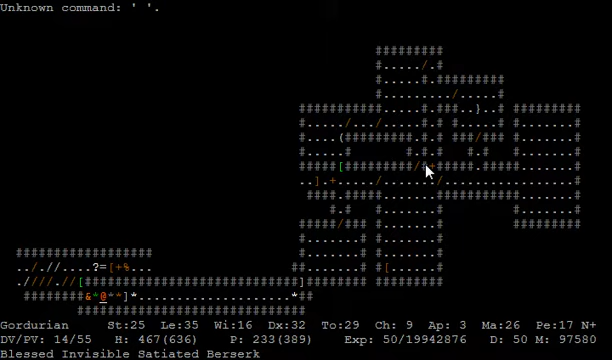 Unknown command: ' '.
Gordurian St:25 Le:35 Wi:16 Dx:32 To:29 Ch: 9 Ap: 3 Ma:26 Pe:17 N+
DV/PV: 14/55 H: 467(636) P: 233(389) Exp: 50/19942876 D: 50 M: 97580
Blessed Invisible Satiated Berserk